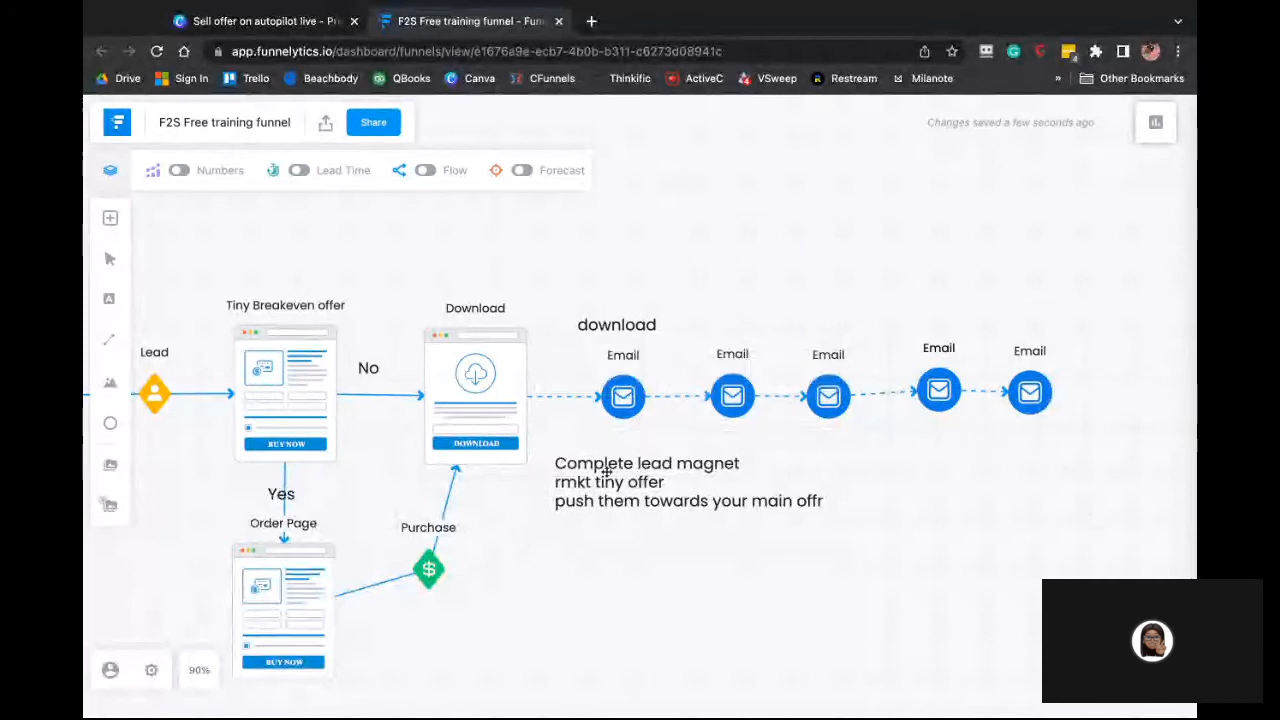 Sell offer on autopilot live - Pr
F2S Free training funnel - Fun
app.funnelytics.io/dashboard/funnels/view/e1676a9e-ecb7-4b0b-b311-c6273d08941c
Drive
Sign In
Trello
Beachbody
QBooks
Canva
CFunnels
Thinkific
ActiveC
VSweep
Restream
Milanote
»
Other Bookmarks
F2S Free training funnel
Share
Changes saved a few seconds ago
Numbers
Lead Time
Flow
Forecast
Tiny Breakeven offer
Download
download
Lead
Email
Email
Email
Email
Email
No
BUY NOW
DOWNLOAD
Complete lead magnet
rmkt tiny offer
push them towards your main offr
Yes
Order Page
Purchase
$
BUY NOW
90%